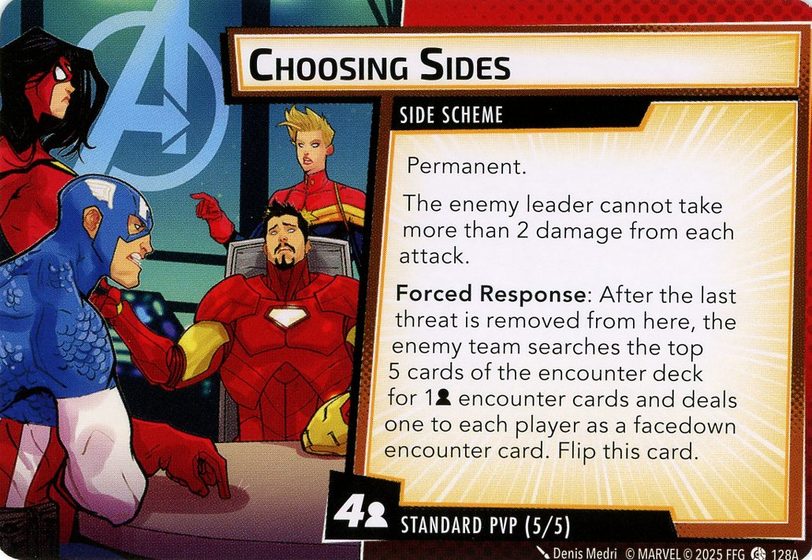 Choosing Sides
SIDE SCHEME
Permanent.
The enemy leader cannot take
more than 2 damage from each
attack.
Forced Response: After the last
threat is removed from here, the
enemy team searches the top
5 cards of the encounter deck
for 1 encounter cards and deals
one to each player as a facedown
encounter card. Flip this card.
4
STANDARD PVP (5/5)
Denis Medri © MARVEL © 2025 FFG 128A